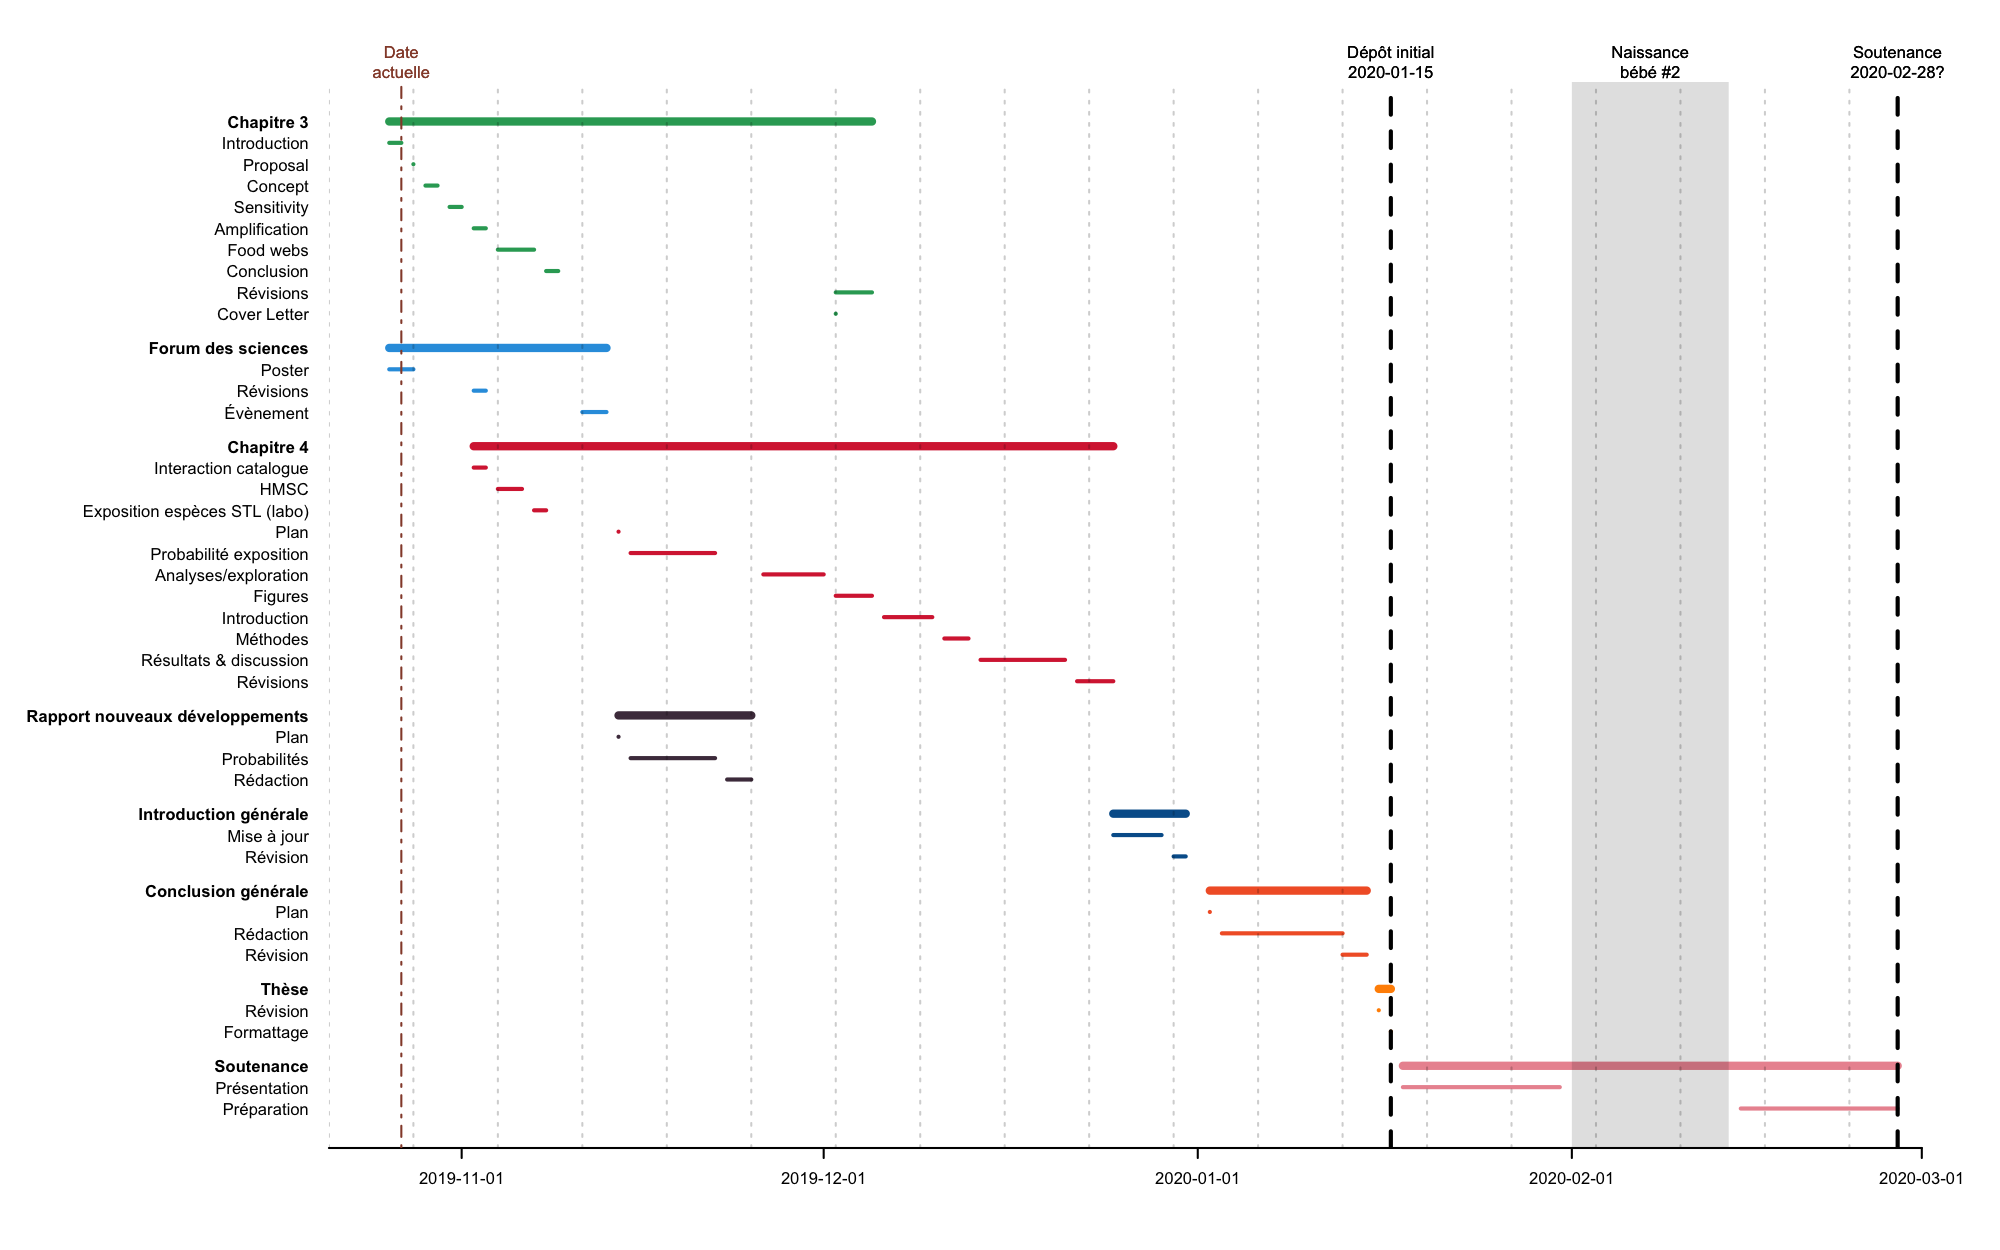 Date
actuelle
Dépôt initial
2020-01-15
Naissance
bébé #2
Soutenance
2020-02-28?
Chapitre 3
Introduction
Proposal
Concept
Sensitivity
Amplification
Food webs
Conclusion
Révisions
Cover Letter
Forum des sciences
Poster
Révisions
Évènement
Chapitre 4
Interaction catalogue
HMSC
Exposition espèces STL (labo)
Plan
Probabilité exposition
Analyses/exploration
Figures
Introduction
Méthodes
Résultats & discussion
Révisions
Rapport nouveaux développements
Plan
Probabilités
Rédaction
Introduction générale
Mise à jour
Révision
Conclusion générale
Plan
Rédaction
Révision
Thèse
Révision
Formattage
Soutenance
Présentation
Préparation
2019-11-01
2019-12-01
2020-01-01
2020-02-01
2020-03-01